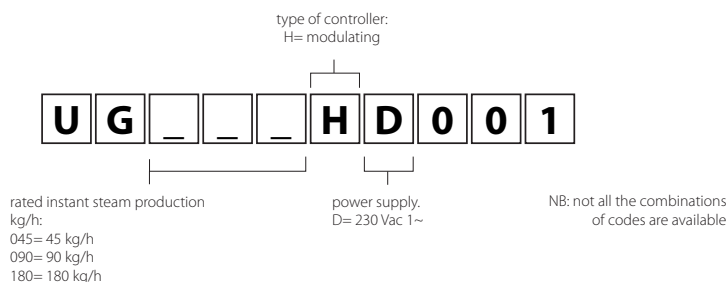 type of controller:
H= modulating
U G _ _ _ H D 0 0 1
rated instant steam production
kg/h:
045= 45 kg/h
090= 90 kg/h
180= 180 kg/h
power supply.
D= 230 Vac 1~
NB: not all the combinations
of codes are available